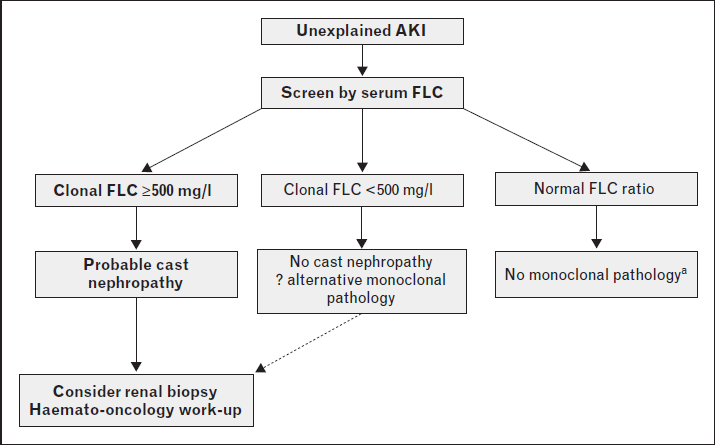 Unexplained AKI
Screen by serum FLC
Clonal FLC ≥500 mg/l
Clonal FLC <500 mg/l
Normal FLC ratio
Probable cast
nephropathy
No cast nephropathy
? alternative monoclonal
pathology
No monoclonal pathologyᵃ
Consider renal biopsy
Haemato-oncology work-up